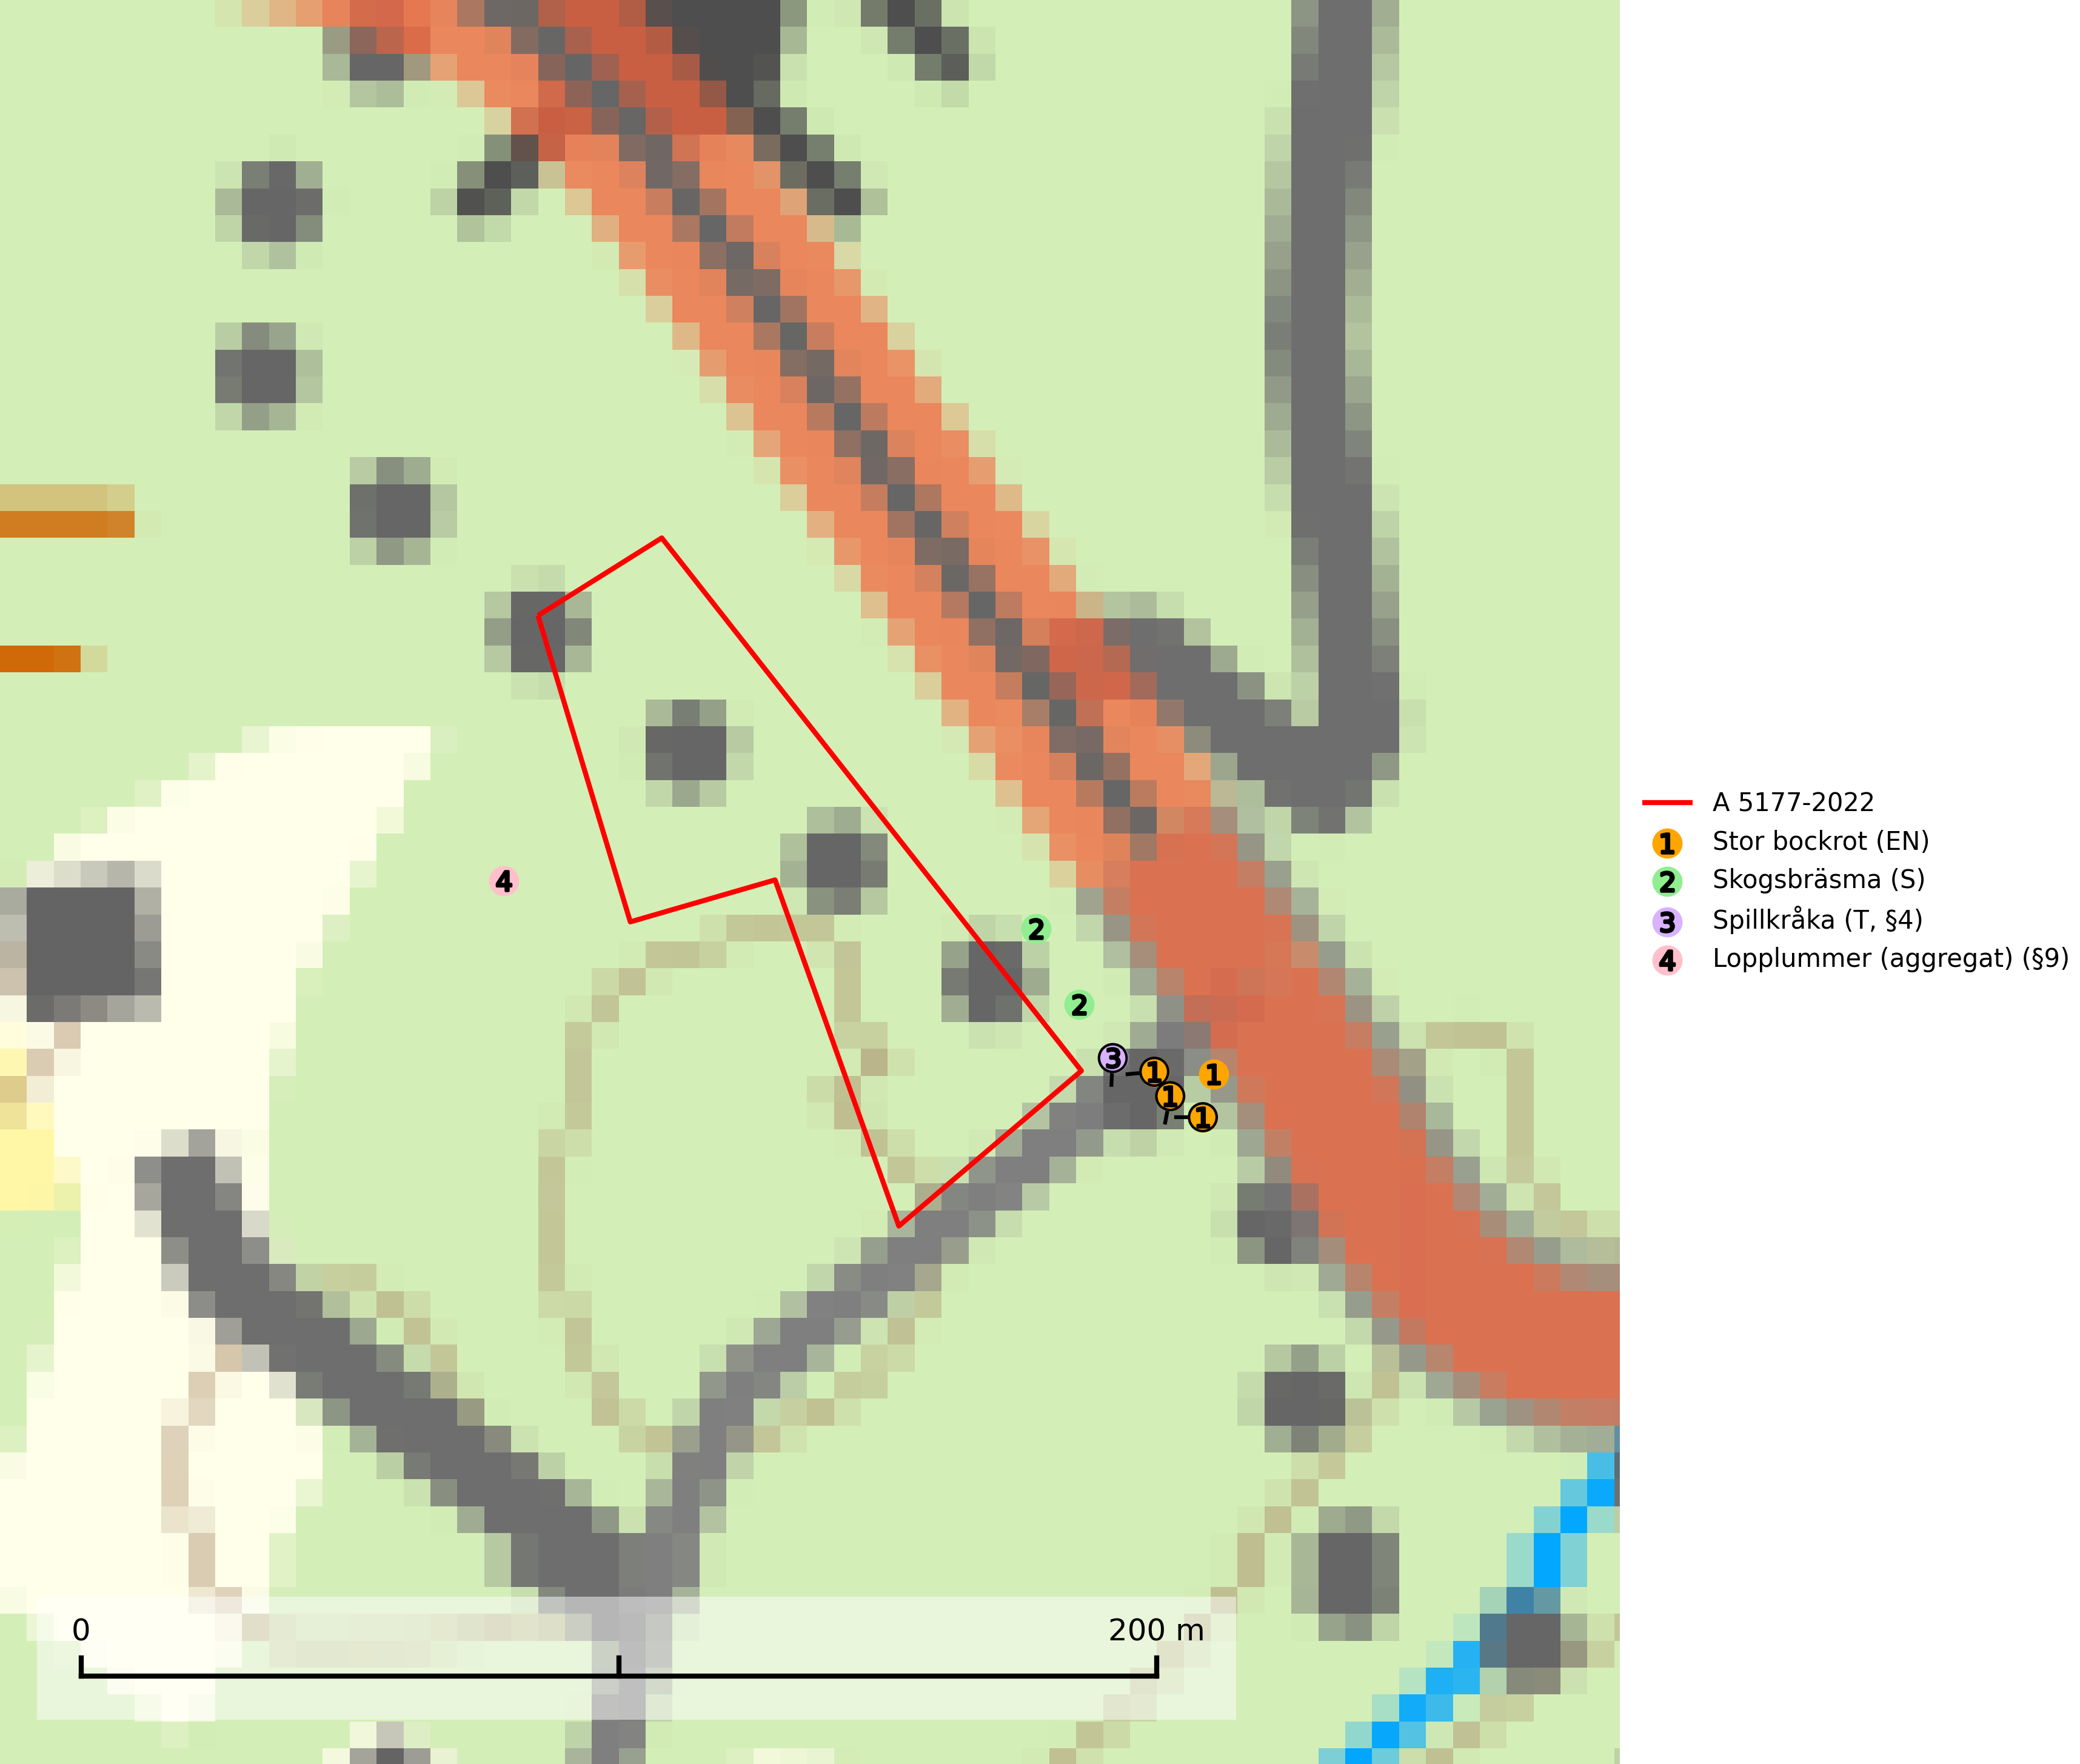 4
2
2
3
1
1
1
1
0
200 m
A 5177-2022
1 Stor bockrot (EN)
2 Skogsbräsma (S)
3 Spillkråka (T, §4)
4 Lopplummer (aggregat) (§9)